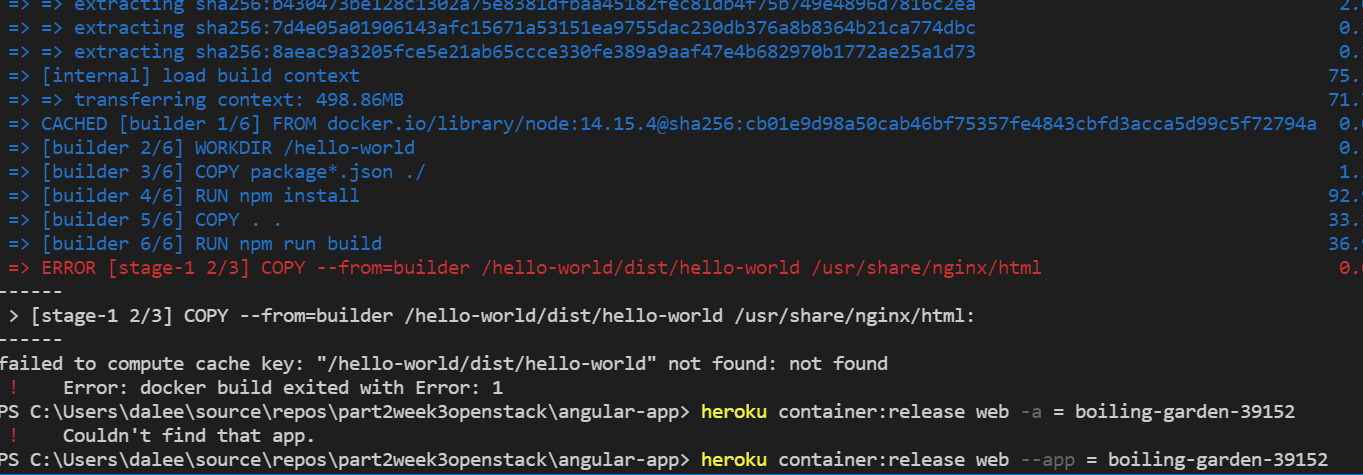 => => extracting sha256:b430473be128c1302a75e8381dfbaa45182fec81db4f75b749e4896d7816c2ea 2.
=> => extracting sha256:7d4e05a01906143afc15671a53151ea9755dac230db376a8b8364b21ca774dbc 0.
=> => extracting sha256:8aeac9a3205fce5e21ab65ccce330fe389a9aaf47e4b682970b1772ae25a1d73 0.
=> [internal] load build context 75.
=> => transferring context: 498.86MB 71.
=> CACHED [builder 1/6] FROM docker.io/library/node:14.15.4@sha256:cb01e9d98a50cab46bf75357fe4843cbfd3acca5d99c5f72794a 0.
=> [builder 2/6] WORKDIR /hello-world 0.
=> [builder 3/6] COPY package*.json ./ 1.
=> [builder 4/6] RUN npm install 92.
=> [builder 5/6] COPY . . 33.
=> [builder 6/6] RUN npm run build 36.
=> ERROR [stage-1 2/3] COPY --from=builder /hello-world/dist/hello-world /usr/share/nginx/html 0.
------
> [stage-1 2/3] COPY --from=builder /hello-world/dist/hello-world /usr/share/nginx/html:
------
failed to compute cache key: "/hello-world/dist/hello-world" not found: not found
! Error: docker build exited with Error: 1
PS C:\Users\dalee\source\repos\part2week3openstack\angular-app> heroku container:release web -a = boiling-garden-39152
! Couldn't find that app.
PS C:\Users\dalee\source\repos\part2week3openstack\angular-app> heroku container:release web --app = boiling-garden-39152